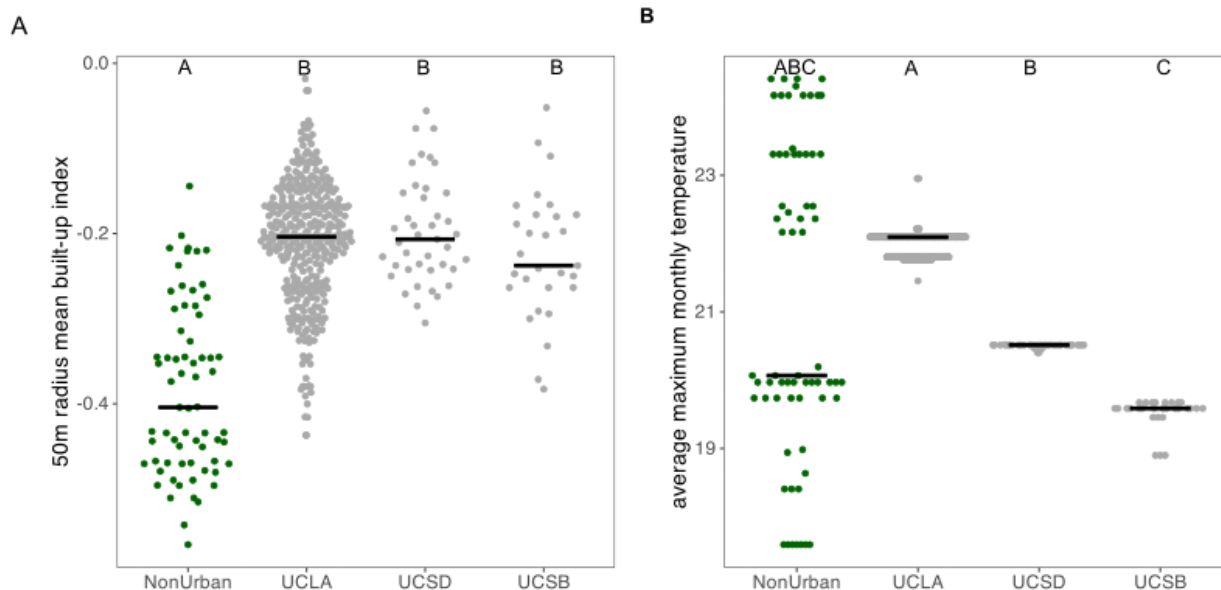 A
50m radius mean built-up index
0.0
-0.2
-0.4
A B B B
NonUrban UCLA UCSD UCSB
B
average maximum monthly temperature
23
21
19
ABC A B C
NonUrban UCLA UCSD UCSB